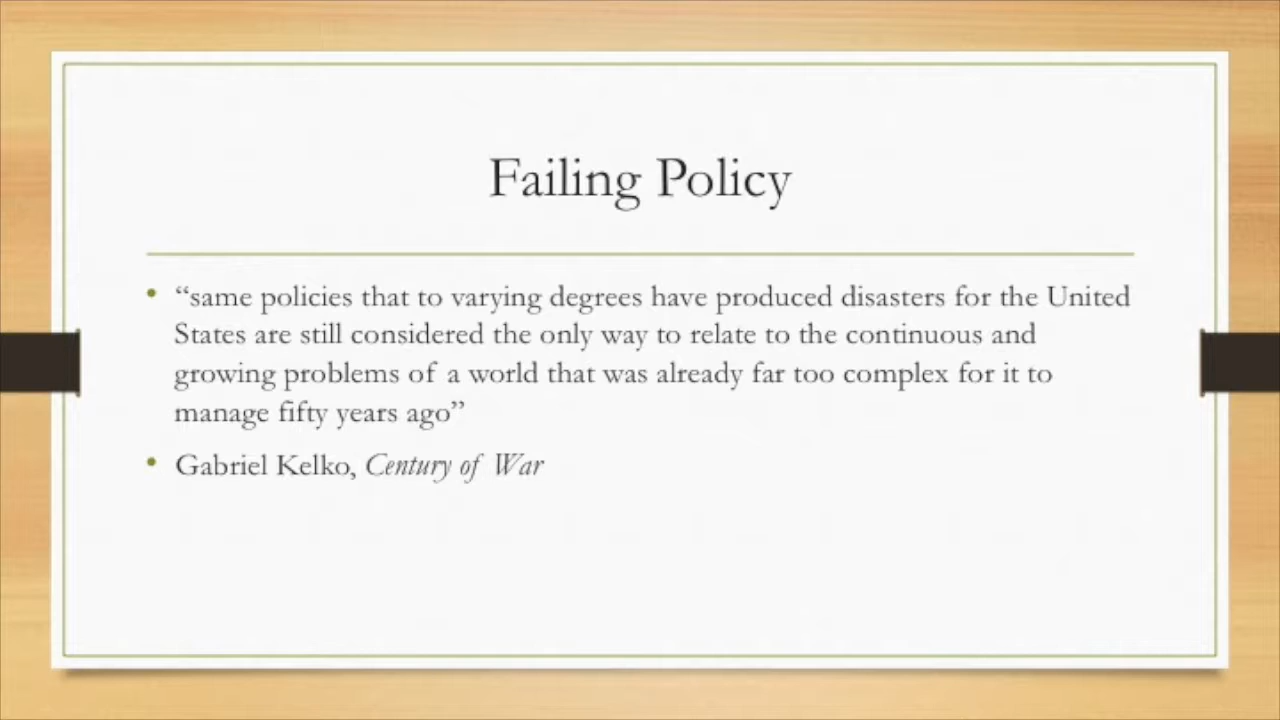 Failing Policy
• “same policies that to varying degrees have produced disasters for the United
States are still considered the only way to relate to the continuous and
growing problems of a world that was already far too complex for it to
manage fifty years ago”
• Gabriel Kelko, Century of War